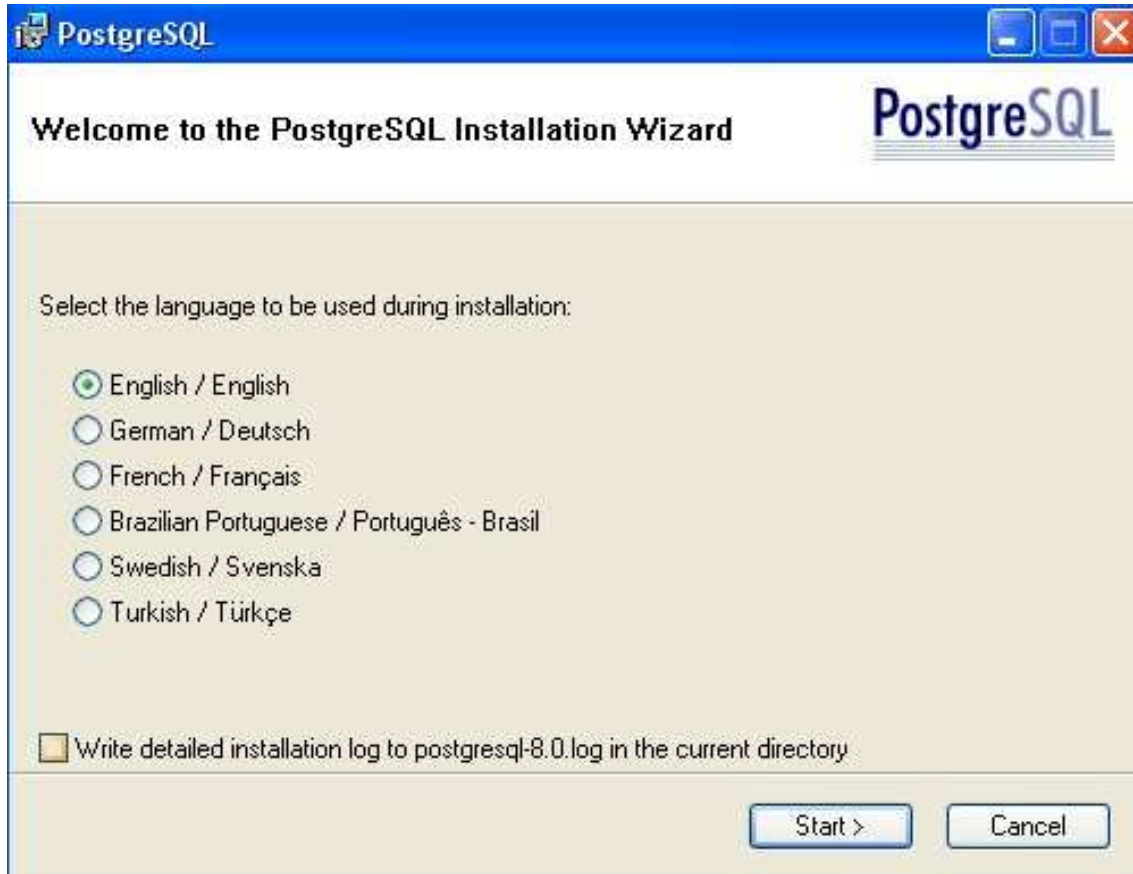 PostgreSQL
Welcome to the PostgreSQL Installation Wizard
PostgreSQL
Select the language to be used during installation:
English / English
German / Deutsch
French / Français
Brazilian Portuguese / Português - Brasil
Swedish / Svenska
Turkish / Türkçe
Write detailed installation log to postgresql-8.0.log in the current directory
Start >
Cancel